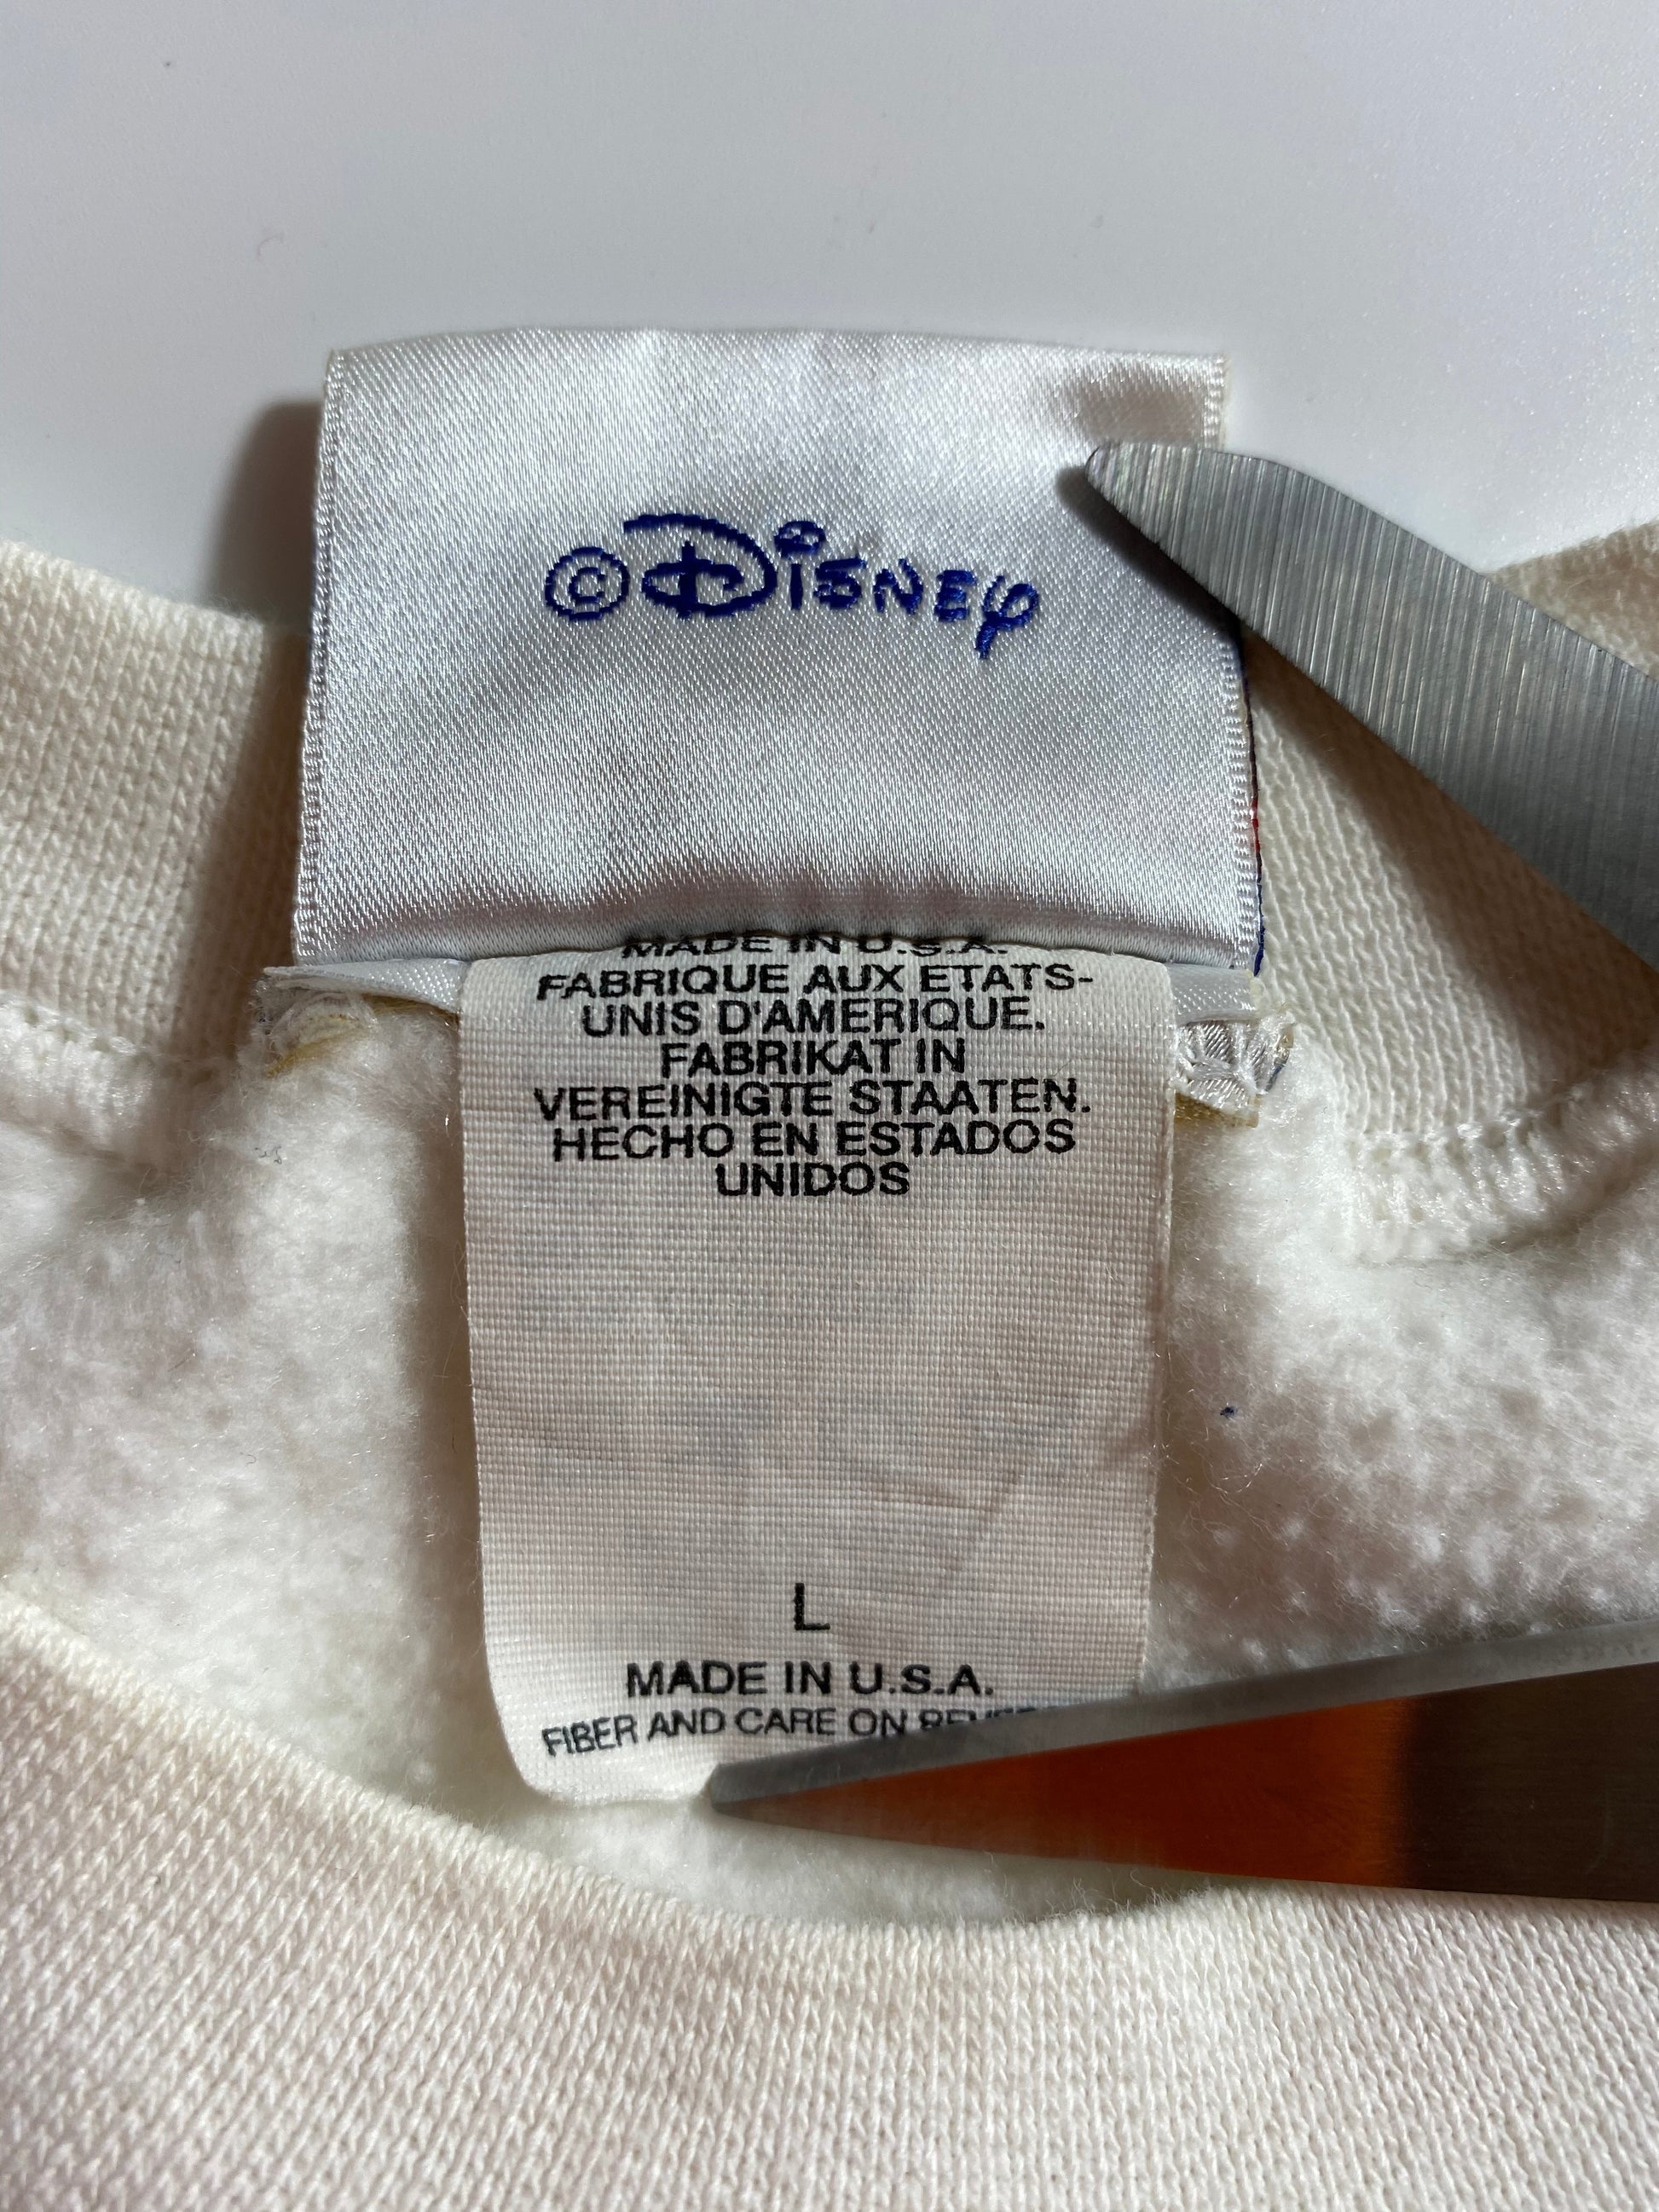 ©Disney
MADE IN U.S.A.
FABRIQUE AUX ETATS-
UNIS D'AMERIQUE.
FABRIKAT IN
VEREINIGTE STAATEN.
HECHO EN ESTADOS
UNIDOS
L
MADE IN U.S.A.
FIBER AND CARE ON